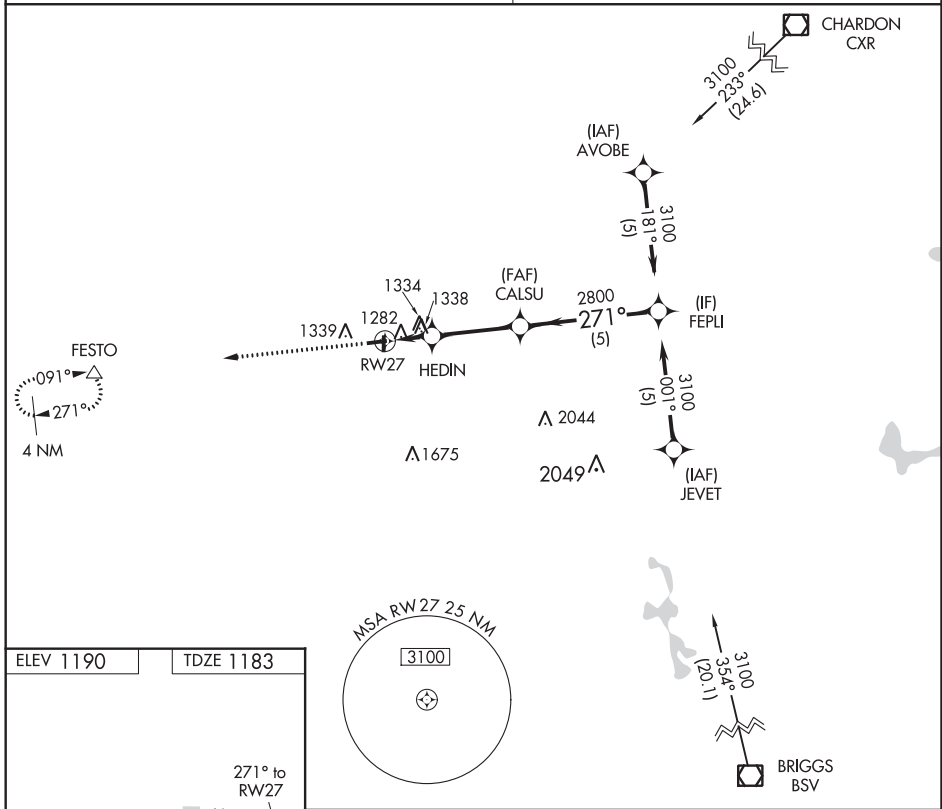 CHARDON
CXR
3100
233°
(24.6)
(IAF)
AVOBE
3100
181°
(5)
(FAF)
CALSU
2800
271°
(5)
(IF)
FEPLI
1334
1338
1282
1339
RW27
HEDIN
FESTO
091°
271°
4 NM
3100
001°
(5)
2044
1675
2049
(IAF)
JEVET
MSA RW27 25 NM
3100
ELEV 1190
TDZE 1183
3100
354°
(20.1)
271° to
RW27
BRIGGS
BSV